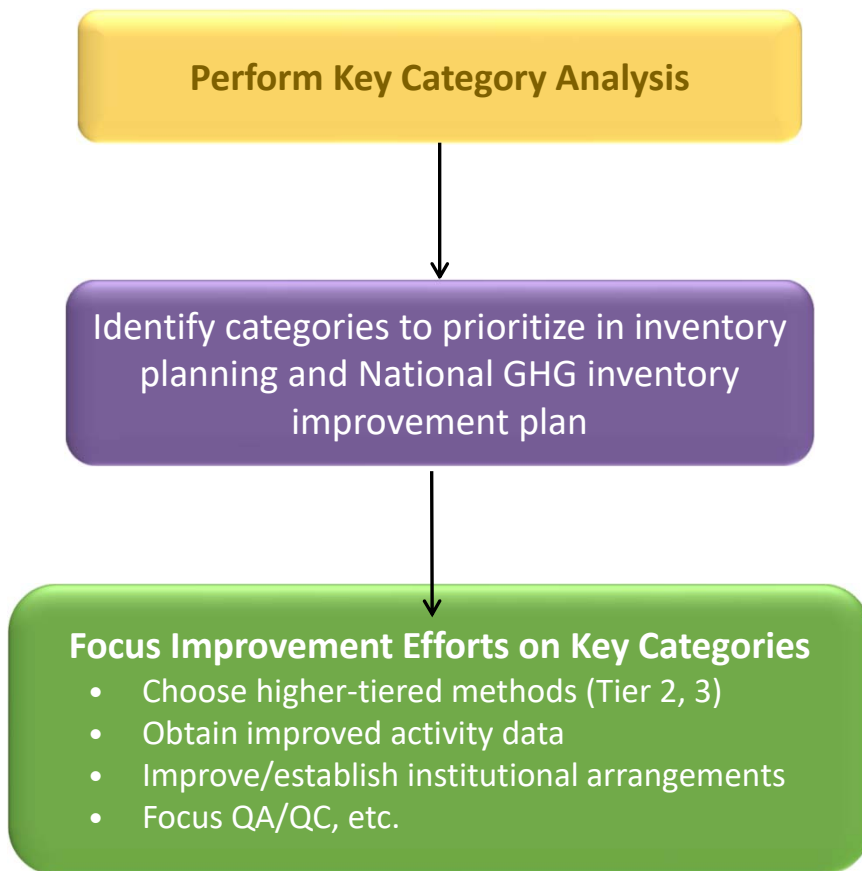 Perform Key Category Analysis
Identify categories to prioritize in inventory
planning and National GHG inventory
improvement plan
Focus Improvement Efforts on Key Categories
• Choose higher-tiered methods (Tier 2, 3)
• Obtain improved activity data
• Improve/establish institutional arrangements
• Focus QA/QC, etc.